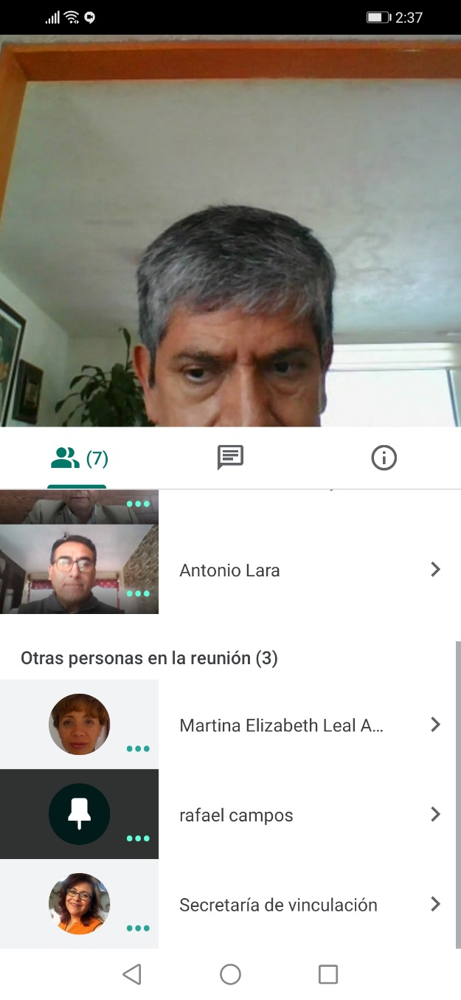 2:37
(7)
Antonio Lara
Otras personas en la reunión (3)
Martina Elizabeth Leal A...
rafael campos
Secretaría de vinculación